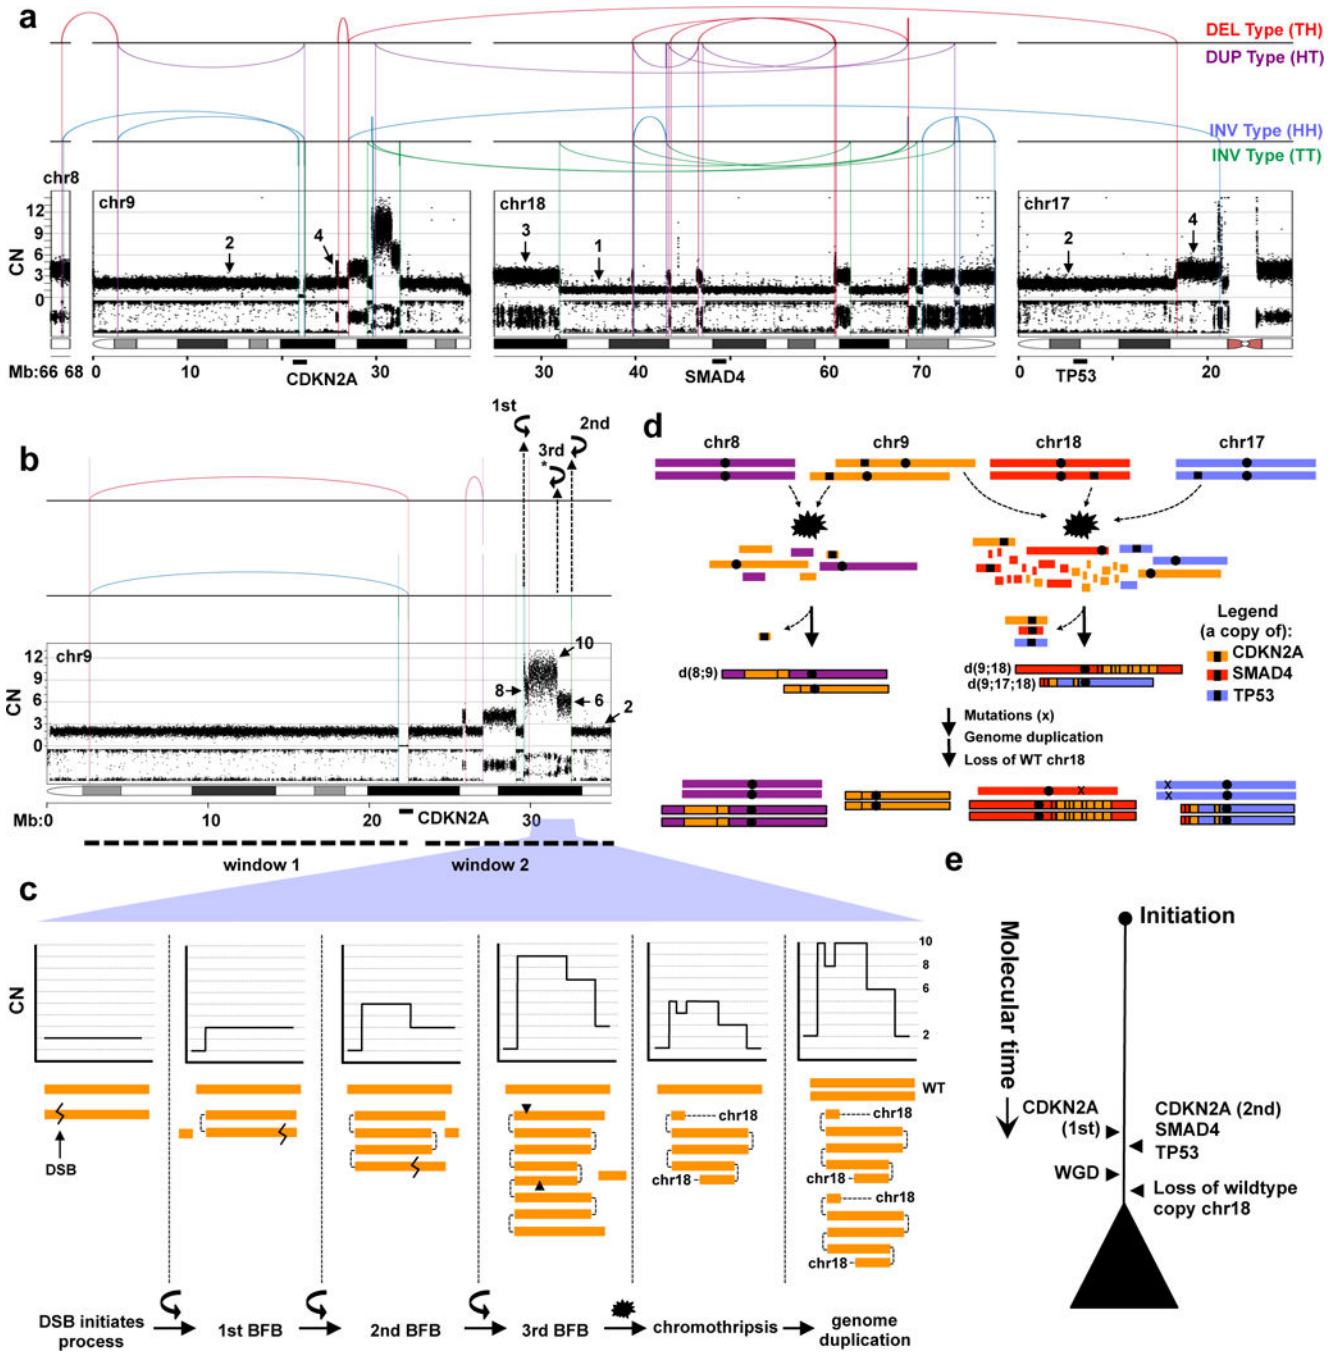 a
DEL Type (TH)
DUP Type (HT)
INV Type (HH)
INV Type (TT)
chr8
chr9
chr18
chr17
CN
12
9
6
3
0
2
4
3
1
2
4
Mb:66 68
0
20
30
30
40
50
60
70
0
20
CDKN2A
SMAD4
TP53
b
1st
2nd
3rd
*
chr9
CN
12
9
6
3
0
10
8
6
2
Mb:0
10
20
30
CDKN2A
window 1
window 2
c
CN
10
8
6
2
WT
DSB
chr18
chr18
chr18
chr18
chr18
chr18
DSB initiates
process
1st BFB
2nd BFB
3rd BFB
chromothripsis
genome
duplication
d
chr8
chr9
chr18
chr17
Legend
(a copy of):
CDKN2A
SMAD4
TP53
d(8;9)
d(9;18)
d(9;17;18)
Mutations (x)
Genome duplication
Loss of WT chr18
x
x
x
e
Molecular time
Initiation
CDKN2A
(1st)
CDKN2A (2nd)
SMAD4
TP53
WGD
Loss of wildtype
copy chr18